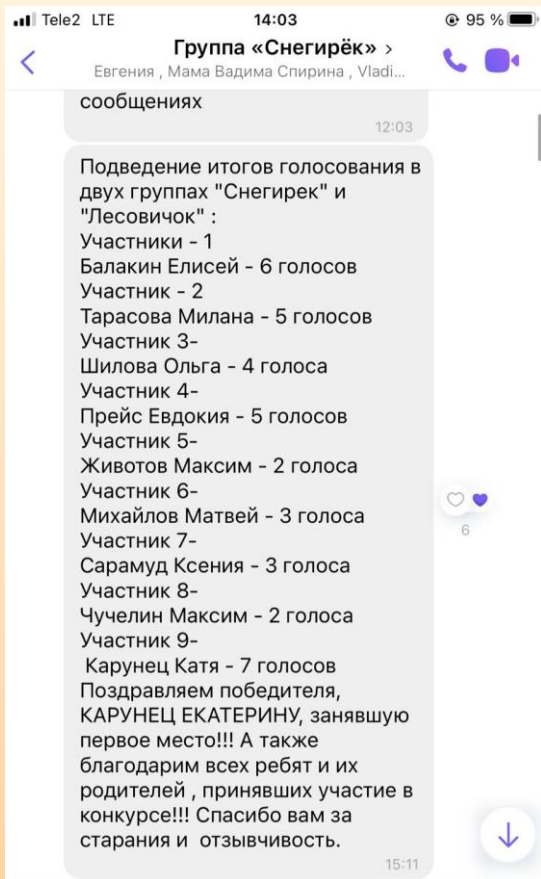 Tele2 LTE 14:03 95 %
Группа «Снегирёк» >
Евгения , Мама Вадима Спирина , Vladi...
сообщениях
12:03
Подведение итогов голосования в
двух группах "Снегирек" и
"Лесовичок" :
Участники - 1
Балакин Елисей - 6 голосов
Участник - 2
Тарасова Милана - 5 голосов
Участник 3-
Шилова Ольга - 4 голоса
Участник 4-
Прейс Евдокия - 5 голосов
Участник 5-
Животов Максим - 2 голоса
Участник 6-
Михайлов Матвей - 3 голоса
Участник 7-
Сарамуд Ксения - 3 голоса
Участник 8-
Чучелин Максим - 2 голоса
Участник 9-
Карунец Катя - 7 голосов
Поздравляем победителя,
КАРУНЕЦ ЕКАТЕРИНУ, занявшую
первое место!!! А также
благодарим всех ребят и их
родителей , принявших участие в
конкурсе!!! Спасибо вам за
старания и отзывчивость.
15:11
6